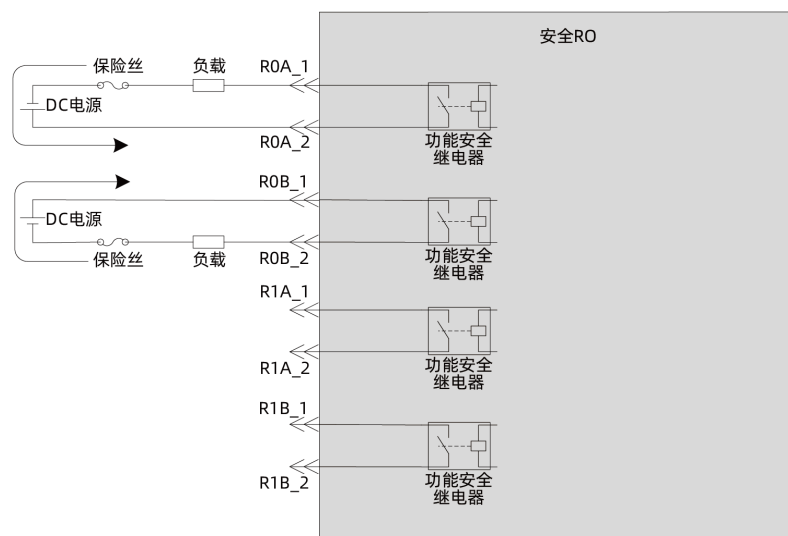 安全RO
保险丝
负载
R0A_1
DC电源
R0A_2
功能安全
继电器
R0B_1
DC电源
保险丝
负载
R0B_2
功能安全
继电器
R1A_1
R1A_2
功能安全
继电器
R1B_1
R1B_2
功能安全
继电器